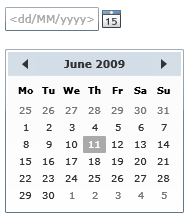 <dd/MM/yyyy> 15
June 2009
Mo Tu We Th Fr Sa Su
25 26 27 28 29 30 31
1 2 3 4 5 6 7
8 9 10 11 12 13 14
15 16 17 18 19 20 21
22 23 24 25 26 27 28
29 30 1 2 3 4 5